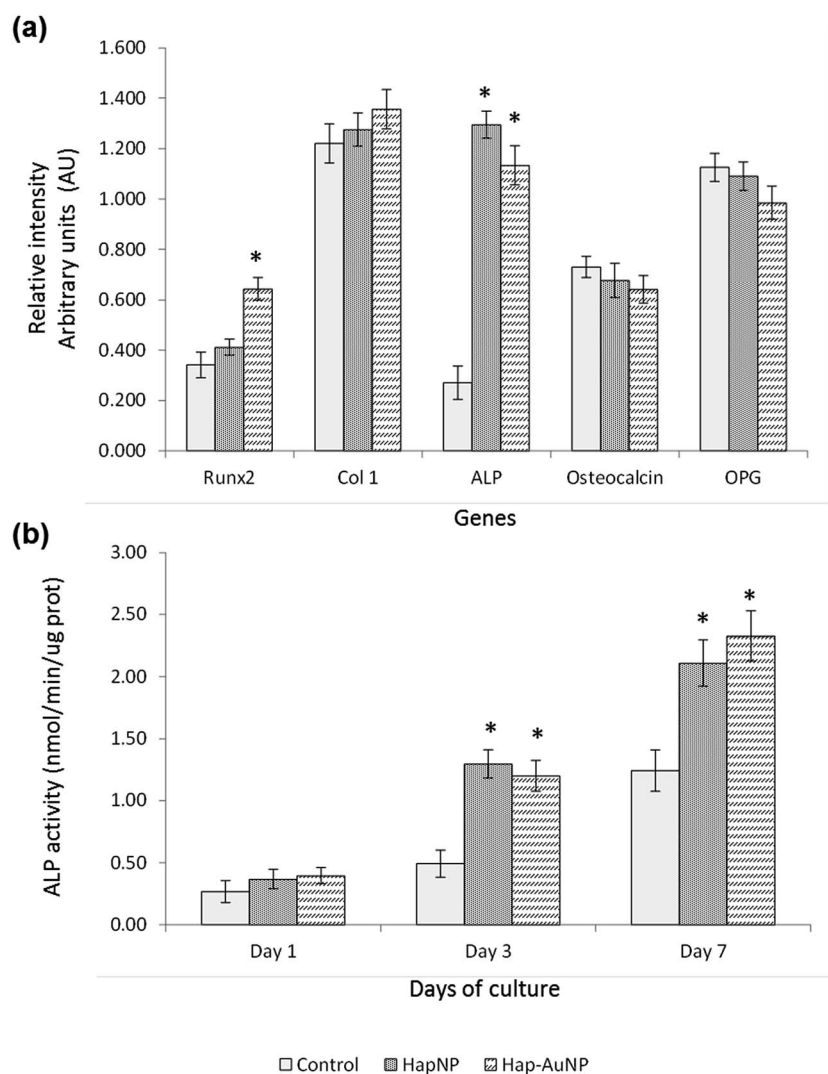 (a)
Relative intensity
Arbitrary units (AU)
1.600
1.400
1.200
1.000
0.800
0.600
0.400
0.200
0.000
*
*
*
Runx2 Col 1 ALP Osteocalcin OPG
Genes
(b)
ALP activity (nmol/min/ug prot)
3.00
2.50
2.00
1.50
1.00
0.50
0.00
*
*
*
*
Day 1 Day 3 Day 7
Days of culture
Control HapNP Hap-AuNP